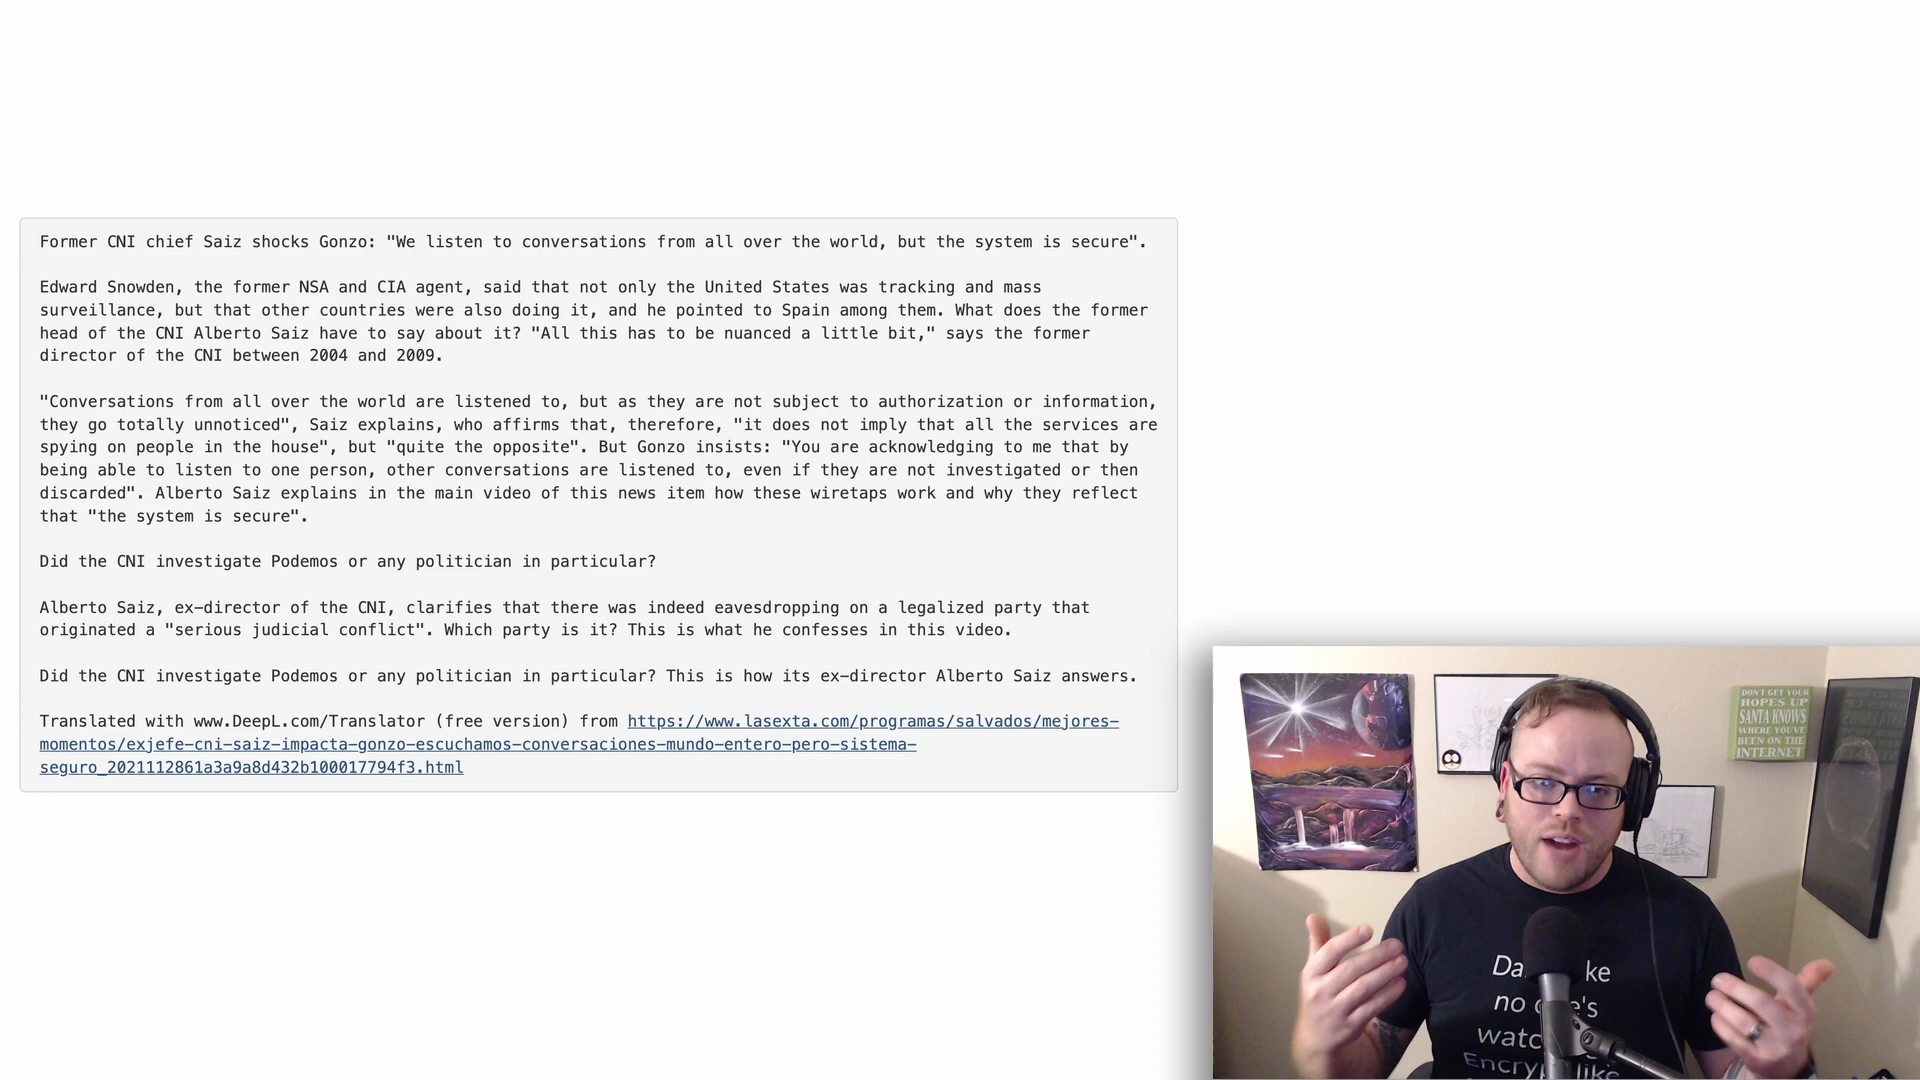 Former CNI chief Saiz shocks Gonzo: "We listen to conversations from all over the world, but the system is secure".
Edward Snowden, the former NSA and CIA agent, said that not only the United States was tracking and mass
surveillance, but that other countries were also doing it, and he pointed to Spain among them. What does the former
head of the CNI Alberto Saiz have to say about it? "All this has to be nuanced a little bit," says the former
director of the CNI between 2004 and 2009.
"Conversations from all over the world are listened to, but as they are not subject to authorization or information,
they go totally unnoticed", Saiz explains, who affirms that, therefore, "it does not imply that all the services are
spying on people in the house", but "quite the opposite". But Gonzo insists: "You are acknowledging to me that by
being able to listen to one person, other conversations are listened to, even if they are not investigated or then
discarded". Alberto Saiz explains in the main video of this news item how these wiretaps work and why they reflect
that "the system is secure".
Did the CNI investigate Podemos or any politician in particular?
Alberto Saiz, ex-director of the CNI, clarifies that there was indeed eavesdropping on a legalized party that
originated a "serious judicial conflict". Which party is it? This is what he confesses in this video.
Did the CNI investigate Podemos or any politician in particular? This is how its ex-director Alberto Saiz answers.
Translated with www.DeepL.com/Translator (free version) from https://www.lasexta.com/programas/salvados/mejores-
momentos/exjefe-cni-saiz-impacta-gonzo-escuchamos-conversaciones-mundo-entero-pero-sistema-
seguro_2021112861a3a9a8d432b100017794f3.html
DON'T GET YOUR
HOPES UP
SANTA KNOWS
WHERE YOU'VE
BEEN ON THE
INTERNET
Da ke
no e's
watc
Encryp like